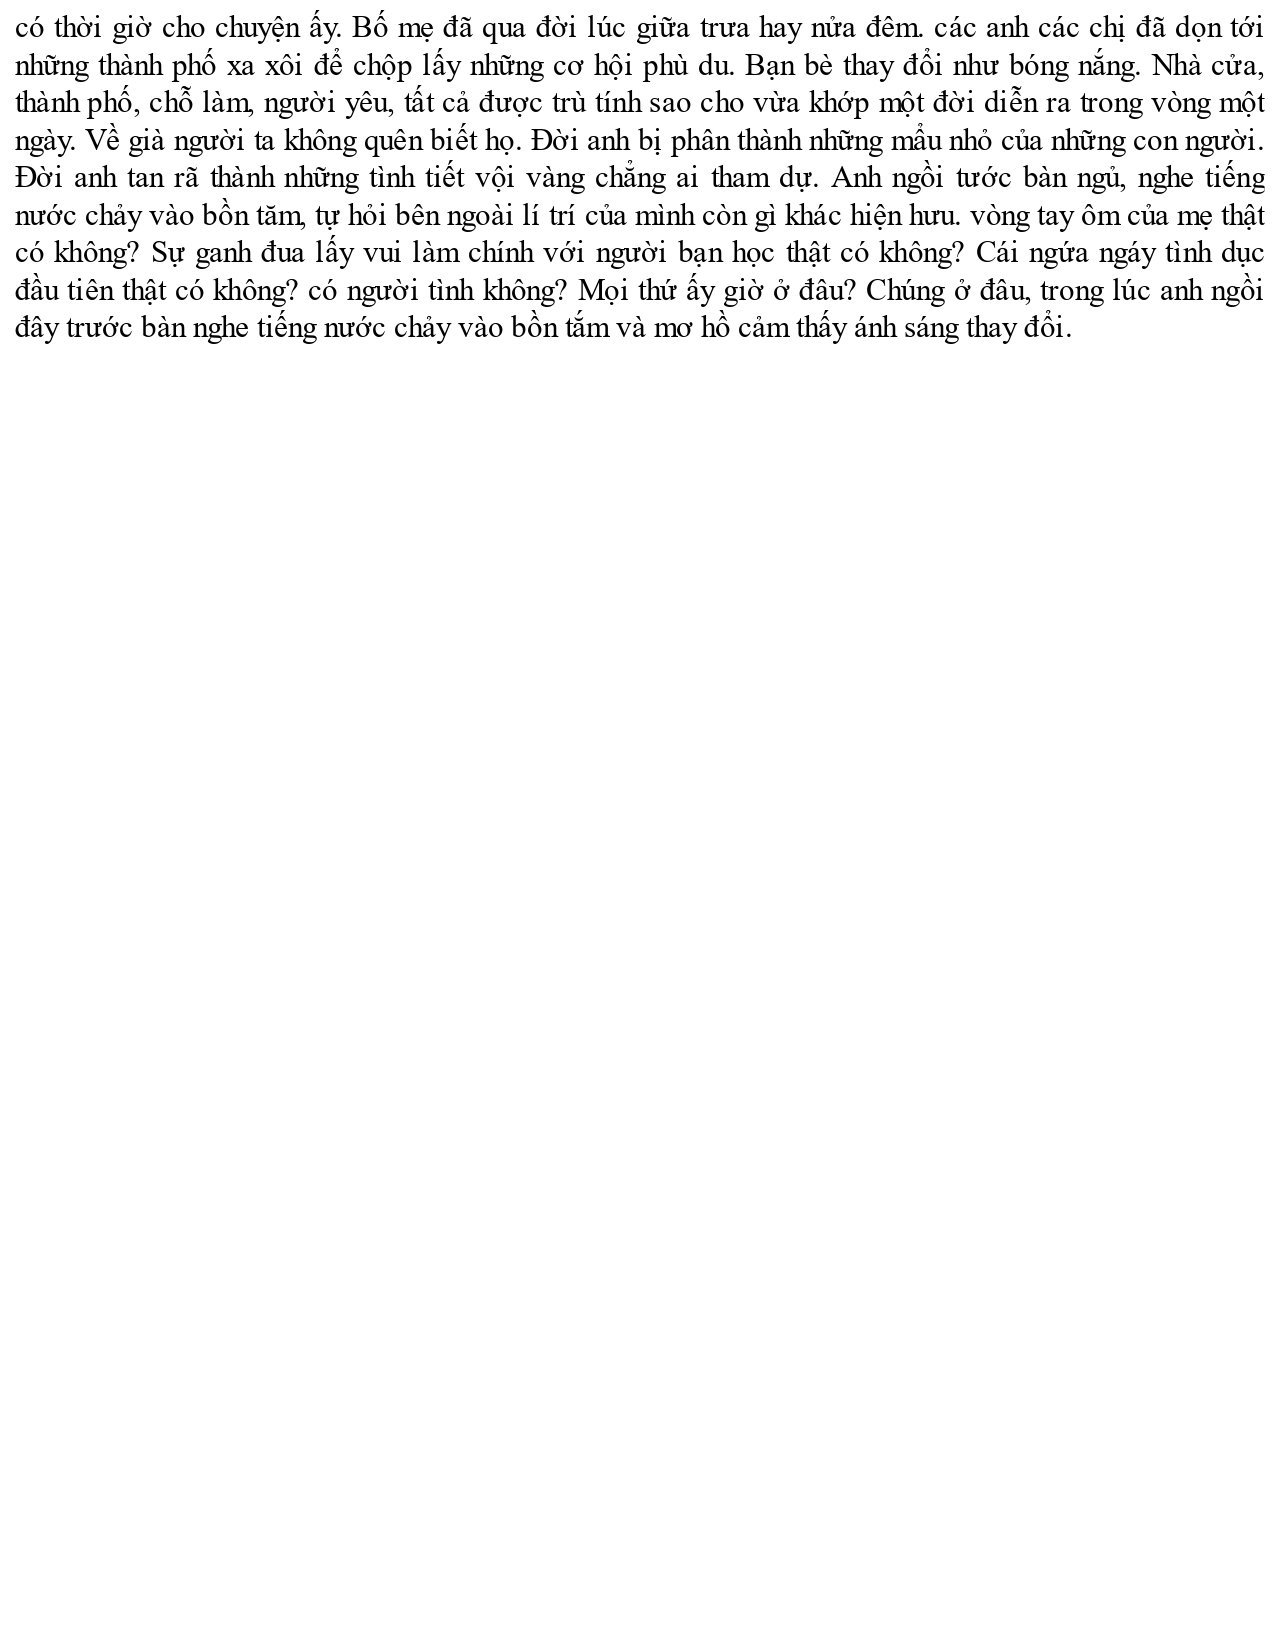 có thời giờ cho chuyện ấy. Bố mẹ đã qua đời lúc giữa trưa hay nửa đêm. các anh các chị đã dọn tới
những thành phố xa xôi để chộp lấy những cơ hội phù du. Bạn bè thay đổi như bóng nắng. Nhà cửa,
thành phố, chỗ làm, người yêu, tất cả được trù tính sao cho vừa khớp một đời diễn ra trong vòng một
ngày. Về già người ta không quên biết họ. Đời anh bị phân thành những mẩu nhỏ của những con người.
Đời anh tan rã thành những tình tiết vội vàng chẳng ai tham dự. Anh ngồi tước bàn ngủ, nghe tiếng
nước chảy vào bồn tăm, tự hỏi bên ngoài lí trí của mình còn gì khác hiện hưu. vòng tay ôm của mẹ thật
có không? Sự ganh đua lấy vui làm chính với người bạn học thật có không? Cái ngứa ngáy tình dục
đầu tiên thật có không? có người tình không? Mọi thứ ấy giờ ở đâu? Chúng ở đâu, trong lúc anh ngồi
đây trước bàn nghe tiếng nước chảy vào bồn tắm và mơ hồ cảm thấy ánh sáng thay đổi.